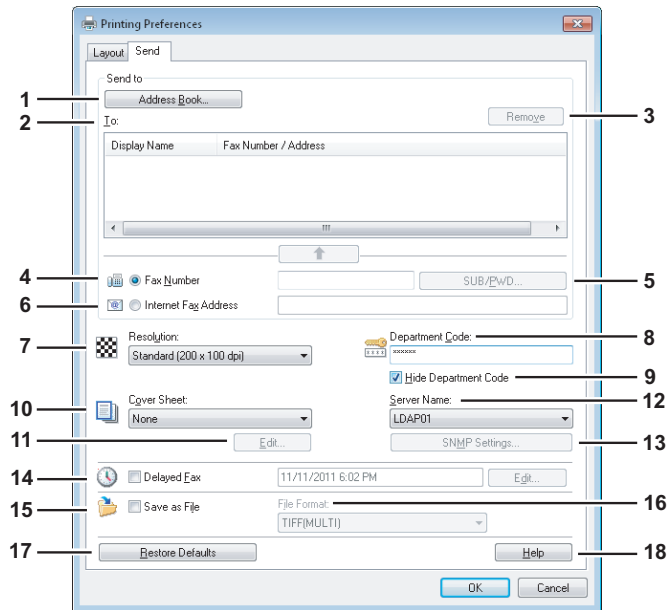 Printing Preferences
Layout Send
Send to
1 Address Book...
2 To:
Remove 3
Display Name Fax Number / Address
4 Fax Number SUB/PWD... 5
6 Internet Fax Address
7 Resolution:
Standard (200 x 100 dpi)
Department Code: 8
xxxxxx
Hide Department Code 9
10 Cover Sheet:
None
Server Name: 12
LDAP01
11 Edit...
SNMP Settings... 13
14 Delayed Fax 11/11/2011 6:02 PM Edit...
15 Save as File
File Format: 16
TIFF(MULTI)
17 Restore Defaults Help 18
OK Cancel